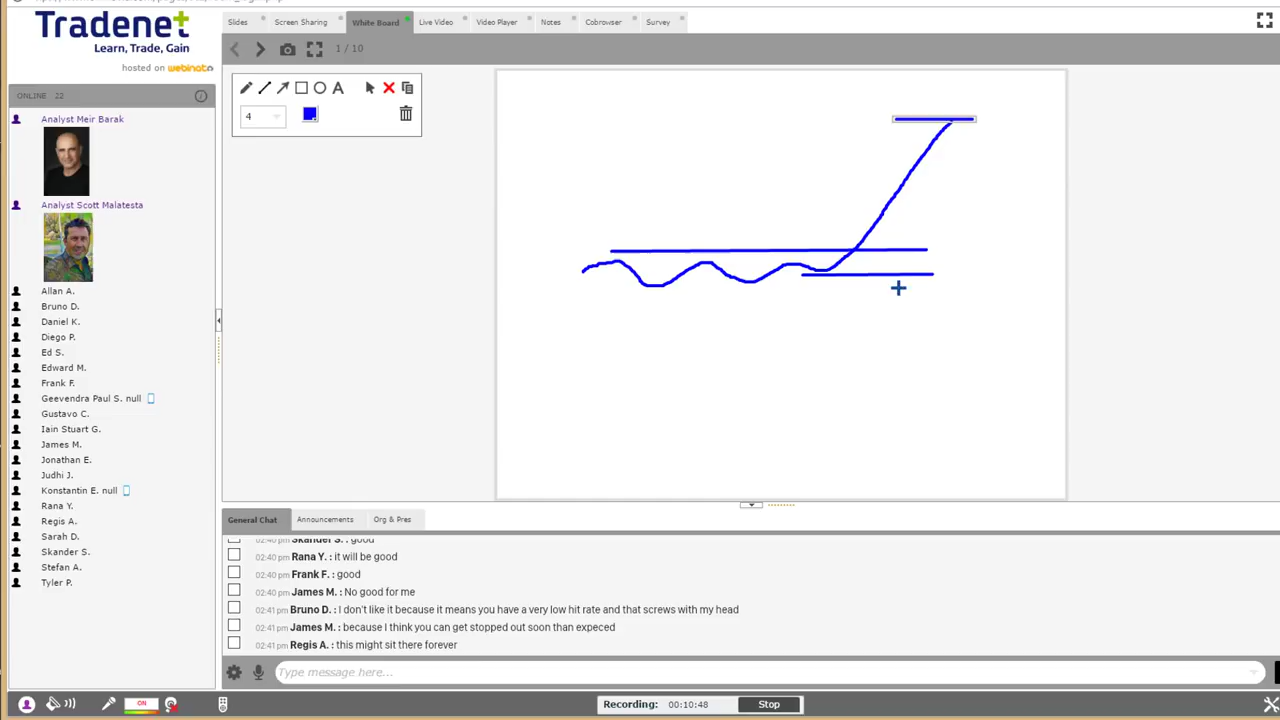 Tradenet
Learn, Trade, Gain
hosted on webinato
Slides
Screen Sharing
White Board
Live Video
Video Player
Notes
Cobrowser
Survey
1 / 10
ONLINE 22
Analyst Meir Barak
Analyst Scott Malatesta
Allan A.
Bruno D.
Daniel K.
Diego P.
Ed S.
Edward M.
Frank F.
Geevendra Paul S. null
Gustavo C.
Iain Stuart G.
James M.
Jonathan E.
Judhi J.
Konstantin E. null
Rana Y.
Regis A.
Sarah D.
Skander S.
Stefan A.
Tyler P.
A
4
General Chat
Announcements
Org & Pres
Skander S. : good
02:40 pm Rana Y. : it will be good
02:40 pm Frank F. : good
02:40 pm James M. : No good for me
02:41 pm Bruno D. : I don't like it because it means you have a very low hit rate and that screws with my head
02:41 pm James M. : because I think you can get stopped out soon than expeced
02:41 pm Regis A. : this might sit there forever
Type message here...
ON
Recording: 00:10:48 Stop